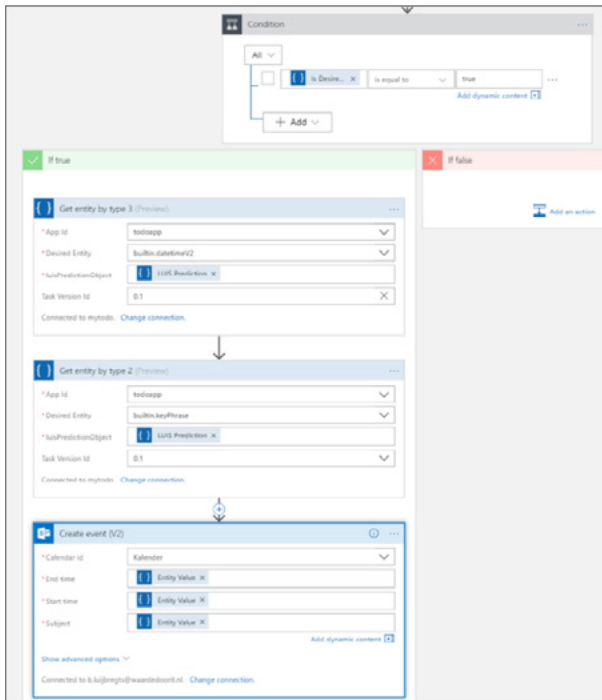 Condition
All
is Desire... × is equal to true
Add dynamic content
+ Add
If true
If false
Add an action
Get entity by type 3 (Preview)
*App Id todoapp
*Desired Entity builtin.datetimeV2
*luisPredictionObject LUIS Prediction ×
Task Version Id 0.1
Connected to mytodo. Change connection.
Get entity by type 2 (Preview)
*App Id todoapp
*Desired Entity builtin.keyPhrase
*luisPredictionObject LUIS Prediction ×
Task Version Id 0.1
Connected to mytodo. Change connection.
Create event (V2)
*Calendar id Kalender
*End time Entity Value ×
*Start time Entity Value ×
*Subject Entity Value ×
Add dynamic content
Show advanced options
Connected to Change connection.